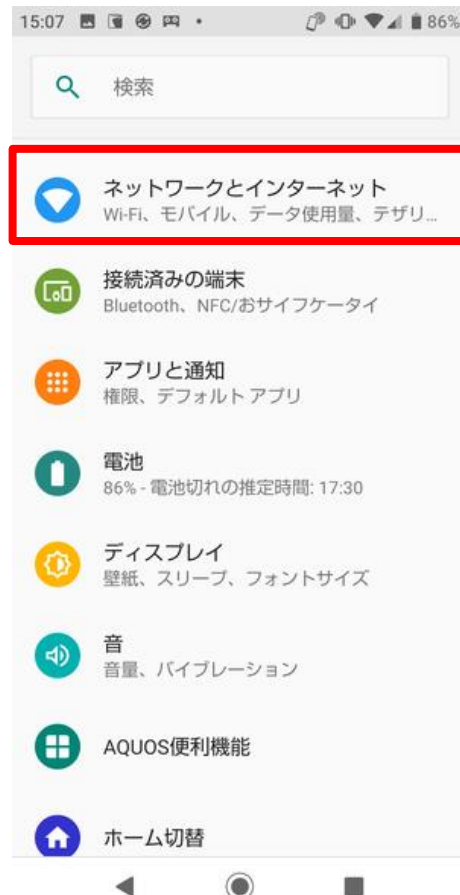 15:07 86%
検索
ネットワークとインターネット
Wi-Fi、モバイル、データ使用量、テザリ...
接続済みの端末
Bluetooth、NFC/おサイフケータイ
アプリと通知
権限、デフォルト アプリ
電池
86% - 電池切れの推定時間: 17:30
ディスプレイ
壁紙、スリープ、フォントサイズ
音
音量、バイブレーション
AQUOS便利機能
ホーム切替